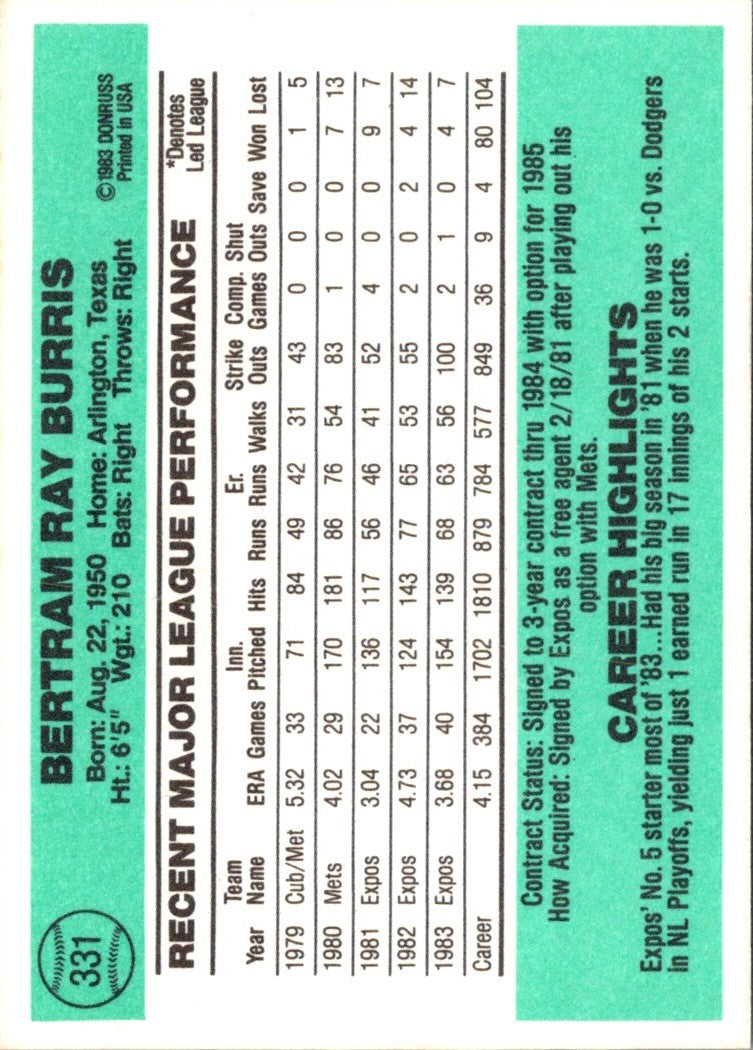 331
BERTRAM RAY BURRIS
Born: Aug. 22, 1950 Home: Arlington, Texas
Ht.: 6'5" Wgt.: 210 Bats: Right Throws: Right
©1983 DONRUSS
Printed in USA
RECENT MAJOR LEAGUE PERFORMANCE
*Denotes
Led League
Team Inn. Er. Strike Comp. Shut
Year Name ERA Games Pitched Hits Runs Runs Walks Outs Games Outs Save Won Lost
1979 Cub/Met 5.32 33 71 84 49 42 31 43 0 0 0 1 5
1980 Mets 4.02 29 170 181 86 76 54 83 1 0 0 7 13
1981 Expos 3.04 22 136 117 56 46 41 52 4 0 0 9 7
1982 Expos 4.73 37 124 143 77 65 53 55 2 0 2 4 14
1983 Expos 3.68 40 154 139 68 63 56 100 2 1 0 4 7
Career 4.15 384 1702 1810 879 784 577 849 36 9 4 80 104
Contract Status: Signed to 3-year contract thru 1984 with option for 1985
How Acquired: Signed by Expos as a free agent 2/18/81 after playing out his
option with Mets.
CAREER HIGHLIGHTS
Expos' No. 5 starter most of '83...Had his big season in '81 when he was 1-0 vs. Dodgers
in NL Playoffs, yielding just 1 earned run in 17 innings of his 2 starts.